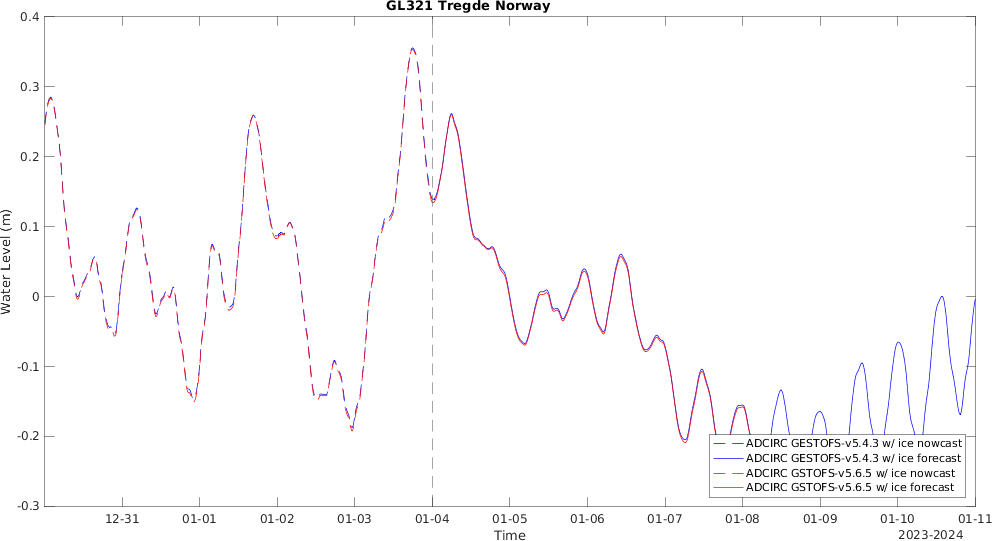 GL321 Tregde Norway
0.4
0.3
0.2
0.1
0
-0.1
-0.2
-0.3
Water Level (m)
ADCIRC GESTOFS-v5.4.3 w/ ice nowcast
ADCIRC GESTOFS-v5.4.3 w/ ice forecast
ADCIRC GSTOFS-v5.6.5 w/ ice nowcast
ADCIRC GSTOFS-v5.6.5 w/ ice forecast
12-31 01-01 01-02 01-03 01-04 01-05 01-06 01-07 01-08 01-09 01-10 01-11
Time
2023-2024